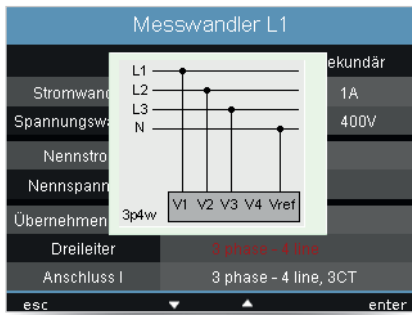 Messwandler L1
ekundär
Stromwand 1A
Spannungswa 400V
Nennstro
Nennspann
Übernehmen
Dreileiter 3 phase - 4 line
Anschluss I 3 phase - 4 line, 3CT
L1
L2
L3
N
3p4w V1 V2 V3 V4 Vref
esc enter